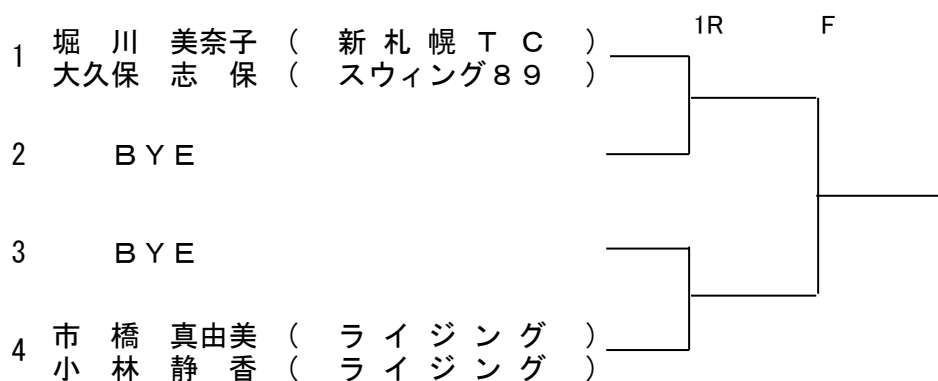 1R F
1 堀 川 美奈子 ( 新 札 幌 Ｔ Ｃ )
大久保 志 保 ( スウィング８９ )
2 ＢＹＥ
3 ＢＹＥ
4 市 橋 真由美 ( ラ イ ジ ン グ )
小 林 静 香 ( ラ イ ジ ン グ )